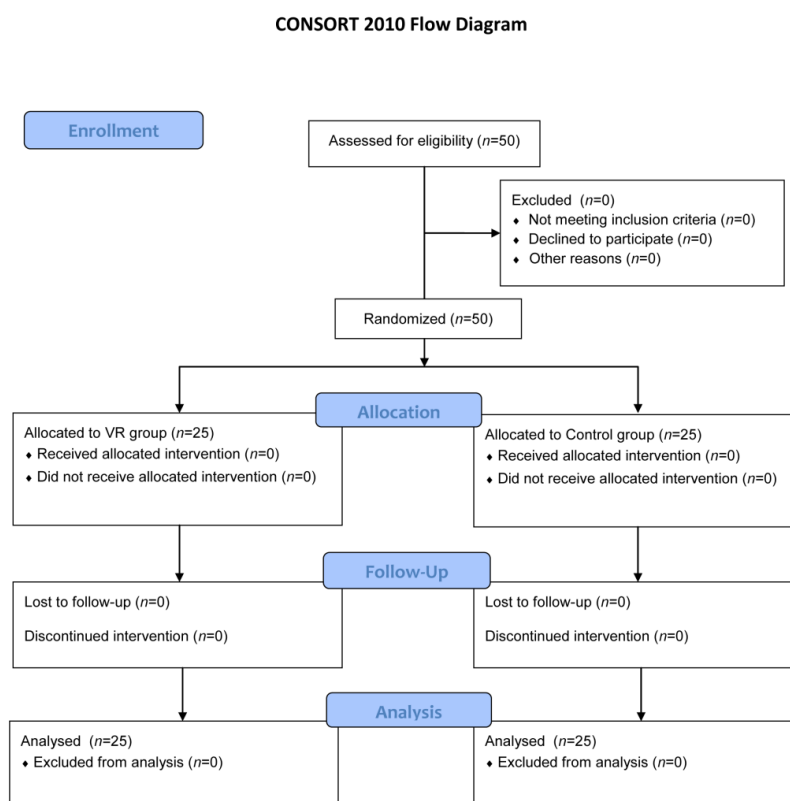 CONSORT 2010 Flow Diagram
Enrollment
Assessed for eligibility (n=50)
Excluded (n=0)
♦ Not meeting inclusion criteria (n=0)
♦ Declined to participate (n=0)
♦ Other reasons (n=0)
Randomized (n=50)
Allocation
Allocated to VR group (n=25)
♦ Received allocated intervention (n=0)
♦ Did not receive allocated intervention (n=0)
Allocated to Control group (n=25)
♦ Received allocated intervention (n=0)
♦ Did not receive allocated intervention (n=0)
Follow-Up
Lost to follow-up (n=0)
Discontinued intervention (n=0)
Lost to follow-up (n=0)
Discontinued intervention (n=0)
Analysis
Analysed (n=25)
♦ Excluded from analysis (n=0)
Analysed (n=25)
♦ Excluded from analysis (n=0)